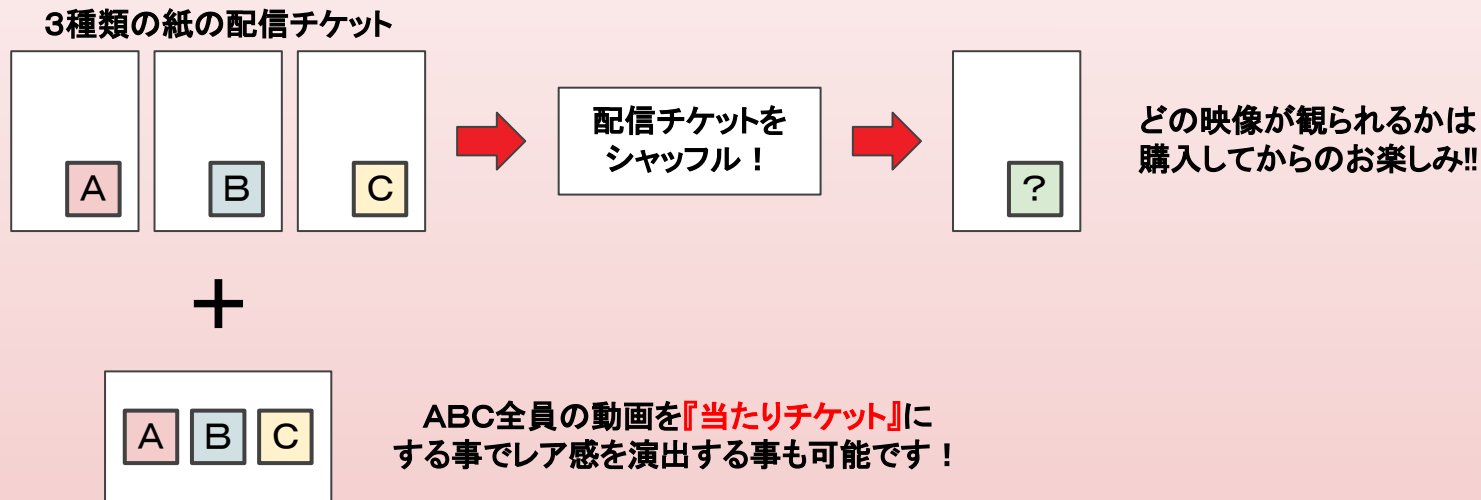 ３種類の紙の配信チケット
A
B
C
配信チケットを
シャッフル！
?
どの映像が観られるかは
購入してからのお楽しみ!!
+
A
B
C
ABC全員の動画を『当たりチケット』に
する事でレア感を演出する事も可能です！